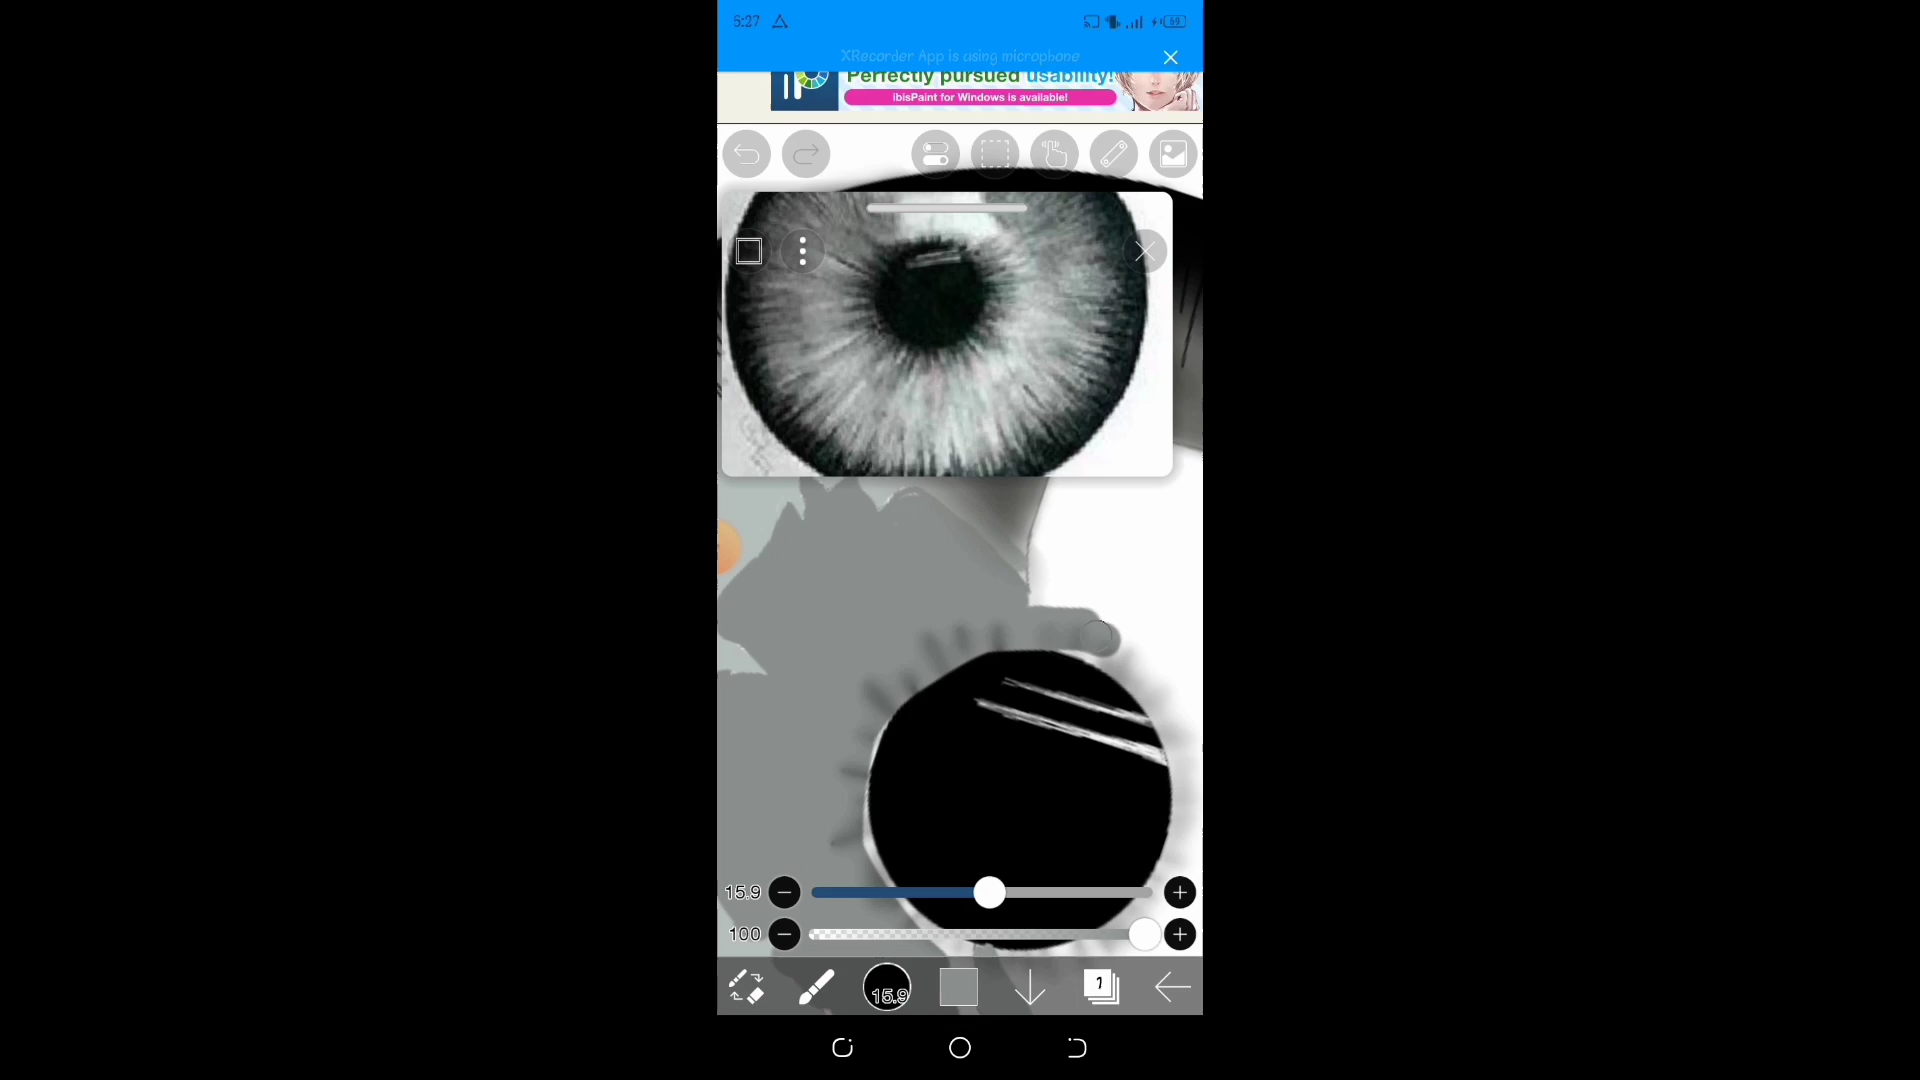 5:27
69
XRecorder App is using microphone
Perfectly pursued usability!
ibisPaint for Windows is available!
15.9
100
15.9
1